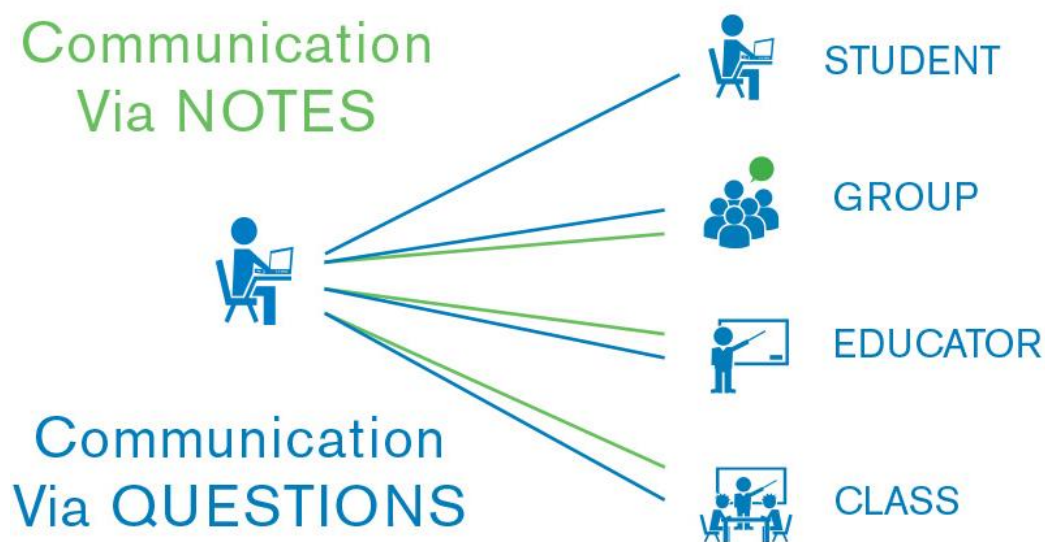 Communication
Via NOTES
STUDENT
GROUP
EDUCATOR
Communication
Via QUESTIONS
CLASS